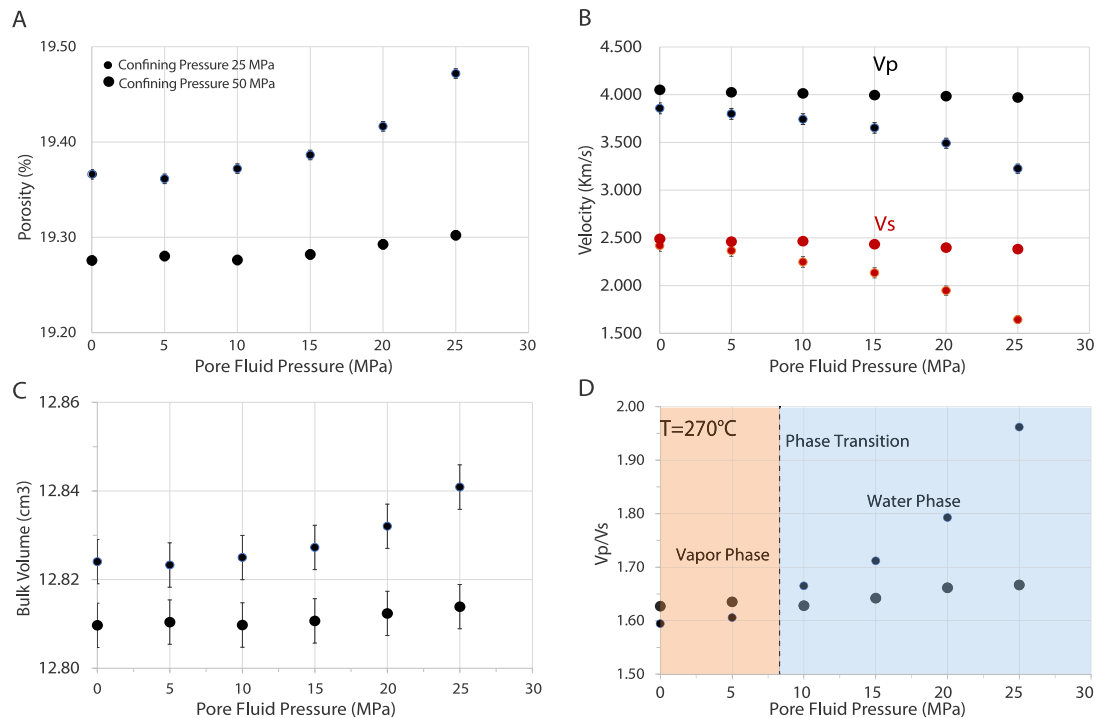 A
19.50
19.40
19.30
19.20
Porosity (%)
Confining Pressure 25 MPa
Confining Pressure 50 MPa
0 5 10 15 20 25 30
Pore Fluid Pressure (MPa)
B
4.500
4.000
3.500
3.000
2.500
2.000
1.500
Velocity (Km/s)
Vp
Vs
0 5 10 15 20 25 30
Pore Fluid Pressure (MPa)
C
12.86
12.84
12.82
12.80
Bulk Volume (cm3)
0 5 10 15 20 25 30
Pore Fluid Pressure (MPa)
D
2.00
1.90
1.80
1.70
1.60
1.50
Vp/Vs
T=270°C
Phase Transition
Water Phase
Vapor Phase
0 5 10 15 20 25 30
Pore Fluid Pressure (MPa)